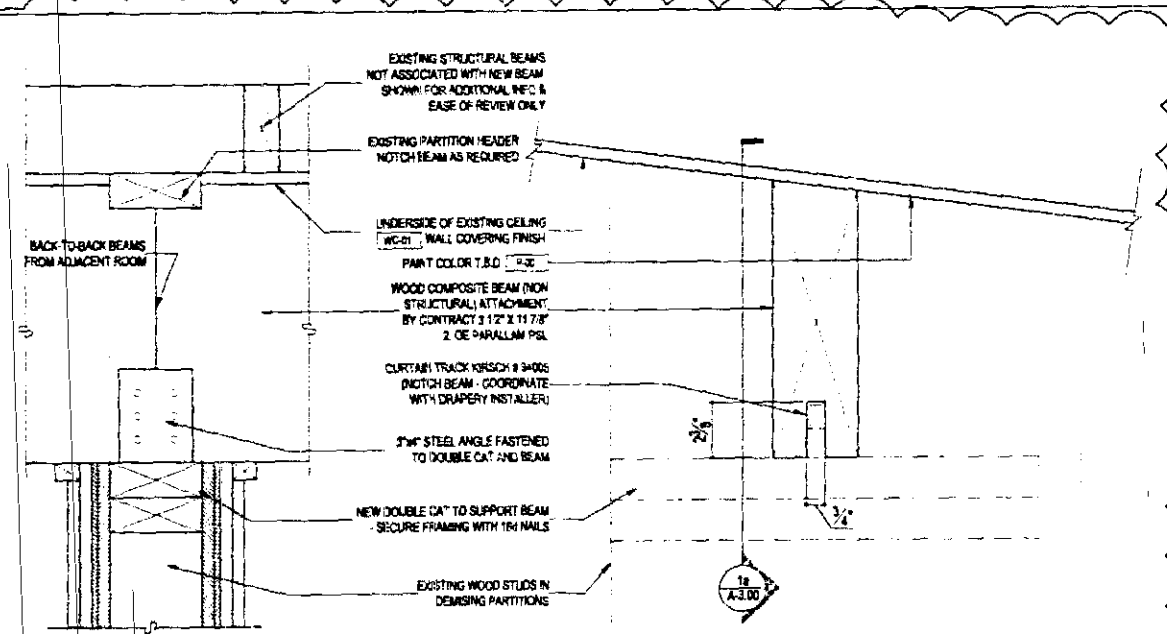 EXISTING STRUCTURAL BEAMS
NOT ASSOCIATED WITH NEW BEAM
SHOWN FOR ADDITIONAL INFO &
EASE OF REVIEW ONLY
EXISTING PARTITION HEADER
NOTCH BEAM AS REQUIRED
UNDERSIDE OF EXISTING CEILING
WC-01 WALL COVERING FINISH
BACK-TO-BACK BEAMS
FROM ADJACENT ROOM
PAINT COLOR T.B.D.
WOOD COMPOSITE BEAM (NON
STRUCTURAL) ATTACHMENT
BY CONTRACT 3 1/2" X 11 7/8"
2. OE PARALLAM PSL
CURTAIN TRACK KIRSCH # 94005
(NOTCH BEAM - COORDINATE
WITH DRAPERY INSTALLER)
2 3/8"
STEEL ANGLE FASTENED
TO DOUBLE CAT AND BEAM
NEW DOUBLE CAT TO SUPPORT BEAM
- SECURE FRAMING WITH 16d NAILS
3/4"
EXISTING WOOD STUDS IN
DEMISING PARTITIONS
1a
A-3.00